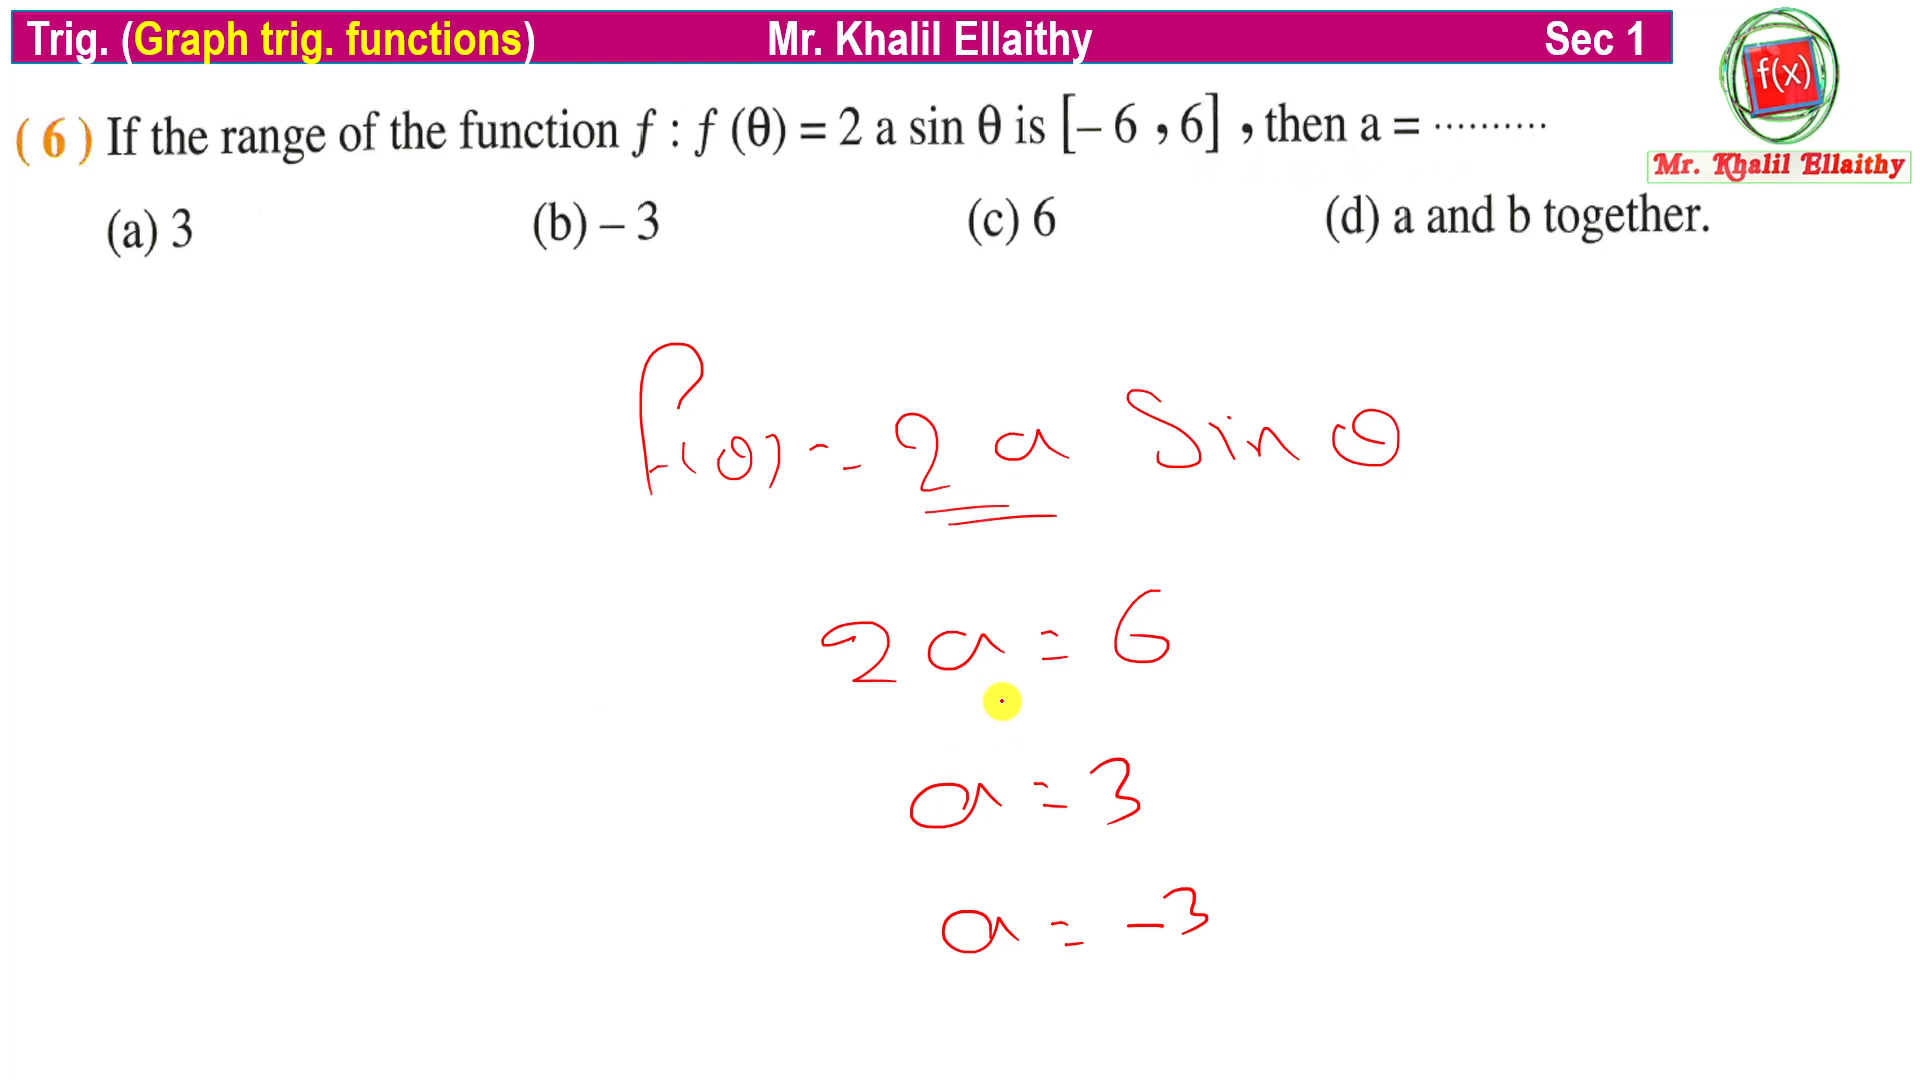 Trig. (Graph trig. functions) Mr. Khalil Ellaithy Sec 1
f(x)
Mr. Khalil Ellaithy
(6) If the range of the function f : f (θ) = 2 a sin θ is [– 6 , 6] , then a = ··········
(a) 3 (b) – 3 (c) 6 (d) a and b together.
f(θ) = 2 a Sin θ
2 a = 6
a = 3
a = -3